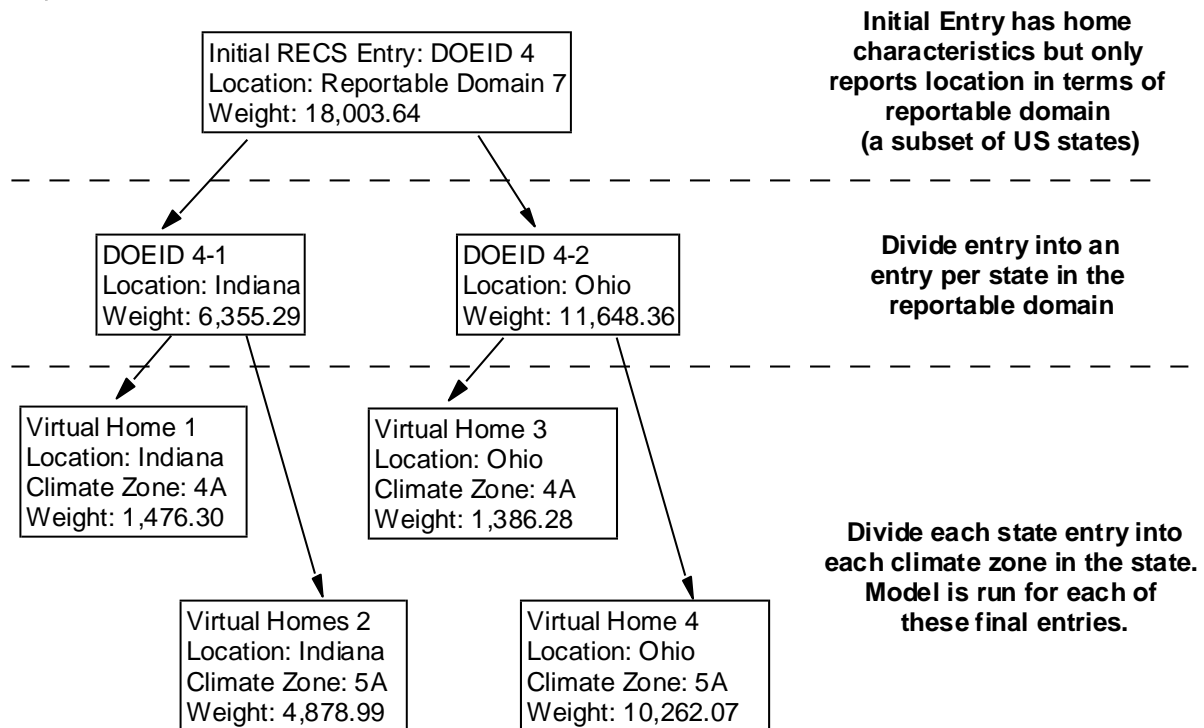 Initial RECS Entry: DOEID 4
Location: Reportable Domain 7
Weight: 18,003.64
Initial Entry has home
characteristics but only
reports location in terms of
reportable domain
(a subset of US states)
DOEID 4-1
Location: Indiana
Weight: 6,355.29
DOEID 4-2
Location: Ohio
Weight: 11,648.36
Divide entry into an
entry per state in the
reportable domain
Virtual Home 1
Location: Indiana
Climate Zone: 4A
Weight: 1,476.30
Virtual Home 3
Location: Ohio
Climate Zone: 4A
Weight: 1,386.28
Virtual Homes 2
Location: Indiana
Climate Zone: 5A
Weight: 4,878.99
Virtual Home 4
Location: Ohio
Climate Zone: 5A
Weight: 10,262.07
Divide each state entry into
each climate zone in the state.
Model is run for each of
these final entries.